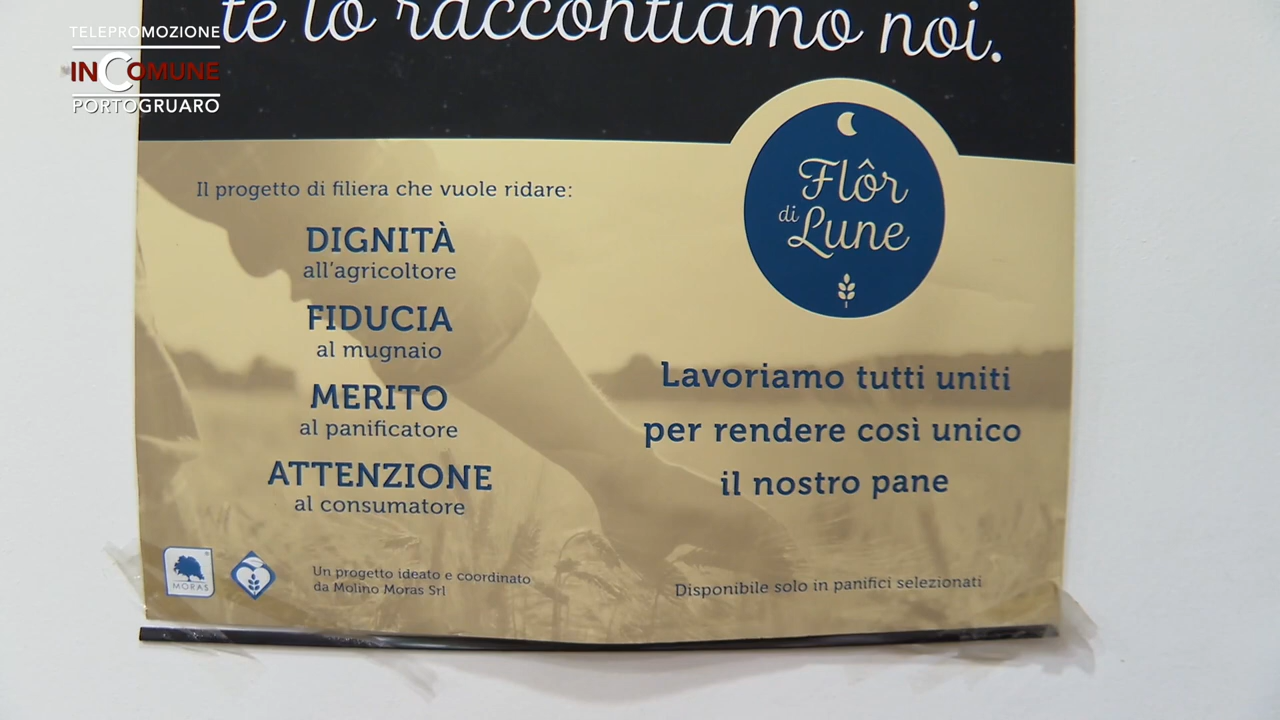 te lo raccontiamo noi.
TELEPROMOZIONE
INCOMUNE
PORTOGRUARO
Flôr
di Lune
Il progetto di filiera che vuole ridare:
DIGNITÀ
all'agricoltore
FIDUCIA
al mugnaio
MERITO
al panificatore
ATTENZIONE
al consumatore
Lavoriamo tutti uniti
per rendere così unico
il nostro pane
MORAS
Un progetto ideato e coordinato
da Molino Moras Srl
Disponibile solo in panifici selezionati